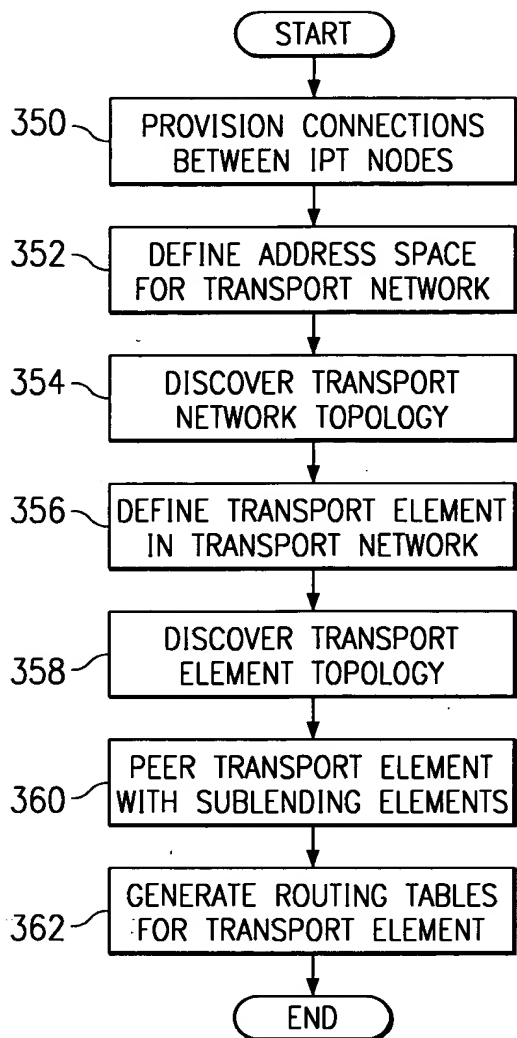 START
350
PROVISION CONNECTIONS
BETWEEN IPT NODES
352
DEFINE ADDRESS SPACE
FOR TRANSPORT NETWORK
354
DISCOVER TRANSPORT
NETWORK TOPOLOGY
356
DEFINE TRANSPORT ELEMENT
IN TRANSPORT NETWORK
358
DISCOVER TRANSPORT
ELEMENT TOPOLOGY
360
PEER TRANSPORT ELEMENT
WITH SUBLENDING ELEMENTS
362
GENERATE ROUTING TABLES
FOR TRANSPORT ELEMENT
END